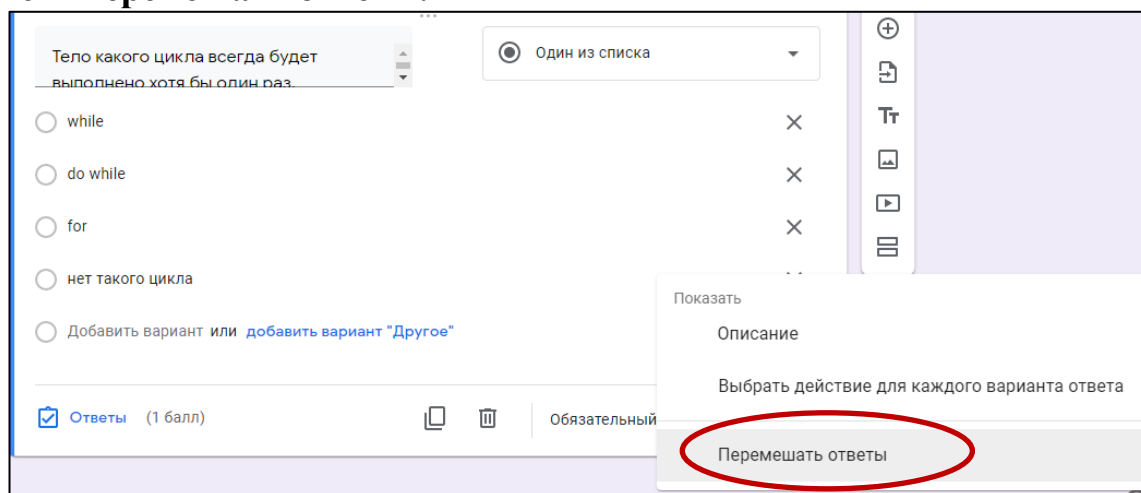 Тело какого цикла всегда будет
выполнено хотя бы один раз.
Один из списка
Тт
while
do while
for
нет такого цикла
Добавить вариант или добавить вариант "Другое"
Показать
Описание
Выбрать действие для каждого варианта ответа
Перемешать ответы
Ответы (1 балл)
Обязательный